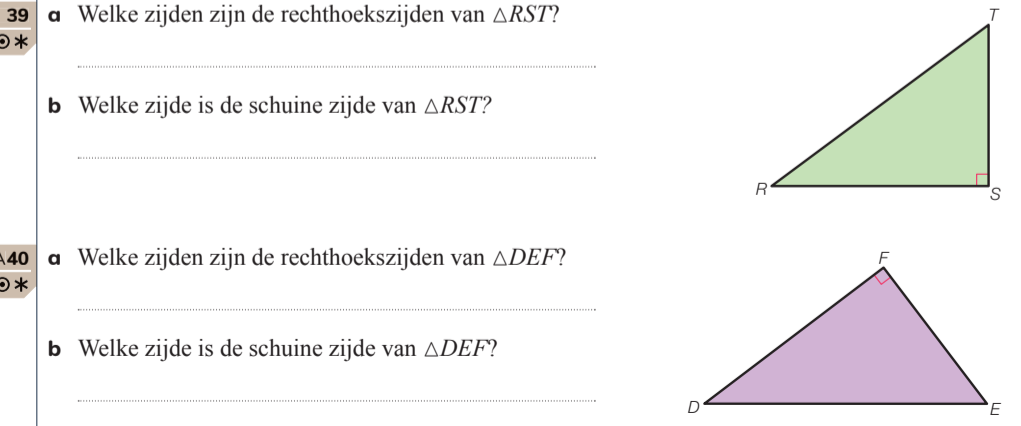 39 a Welke zijden zijn de rechthoekszijden van △RST?
b Welke zijde is de schuine zijde van △RST?
T
R
S
A40 a Welke zijden zijn de rechthoekszijden van △DEF?
b Welke zijde is de schuine zijde van △DEF?
F
D
E